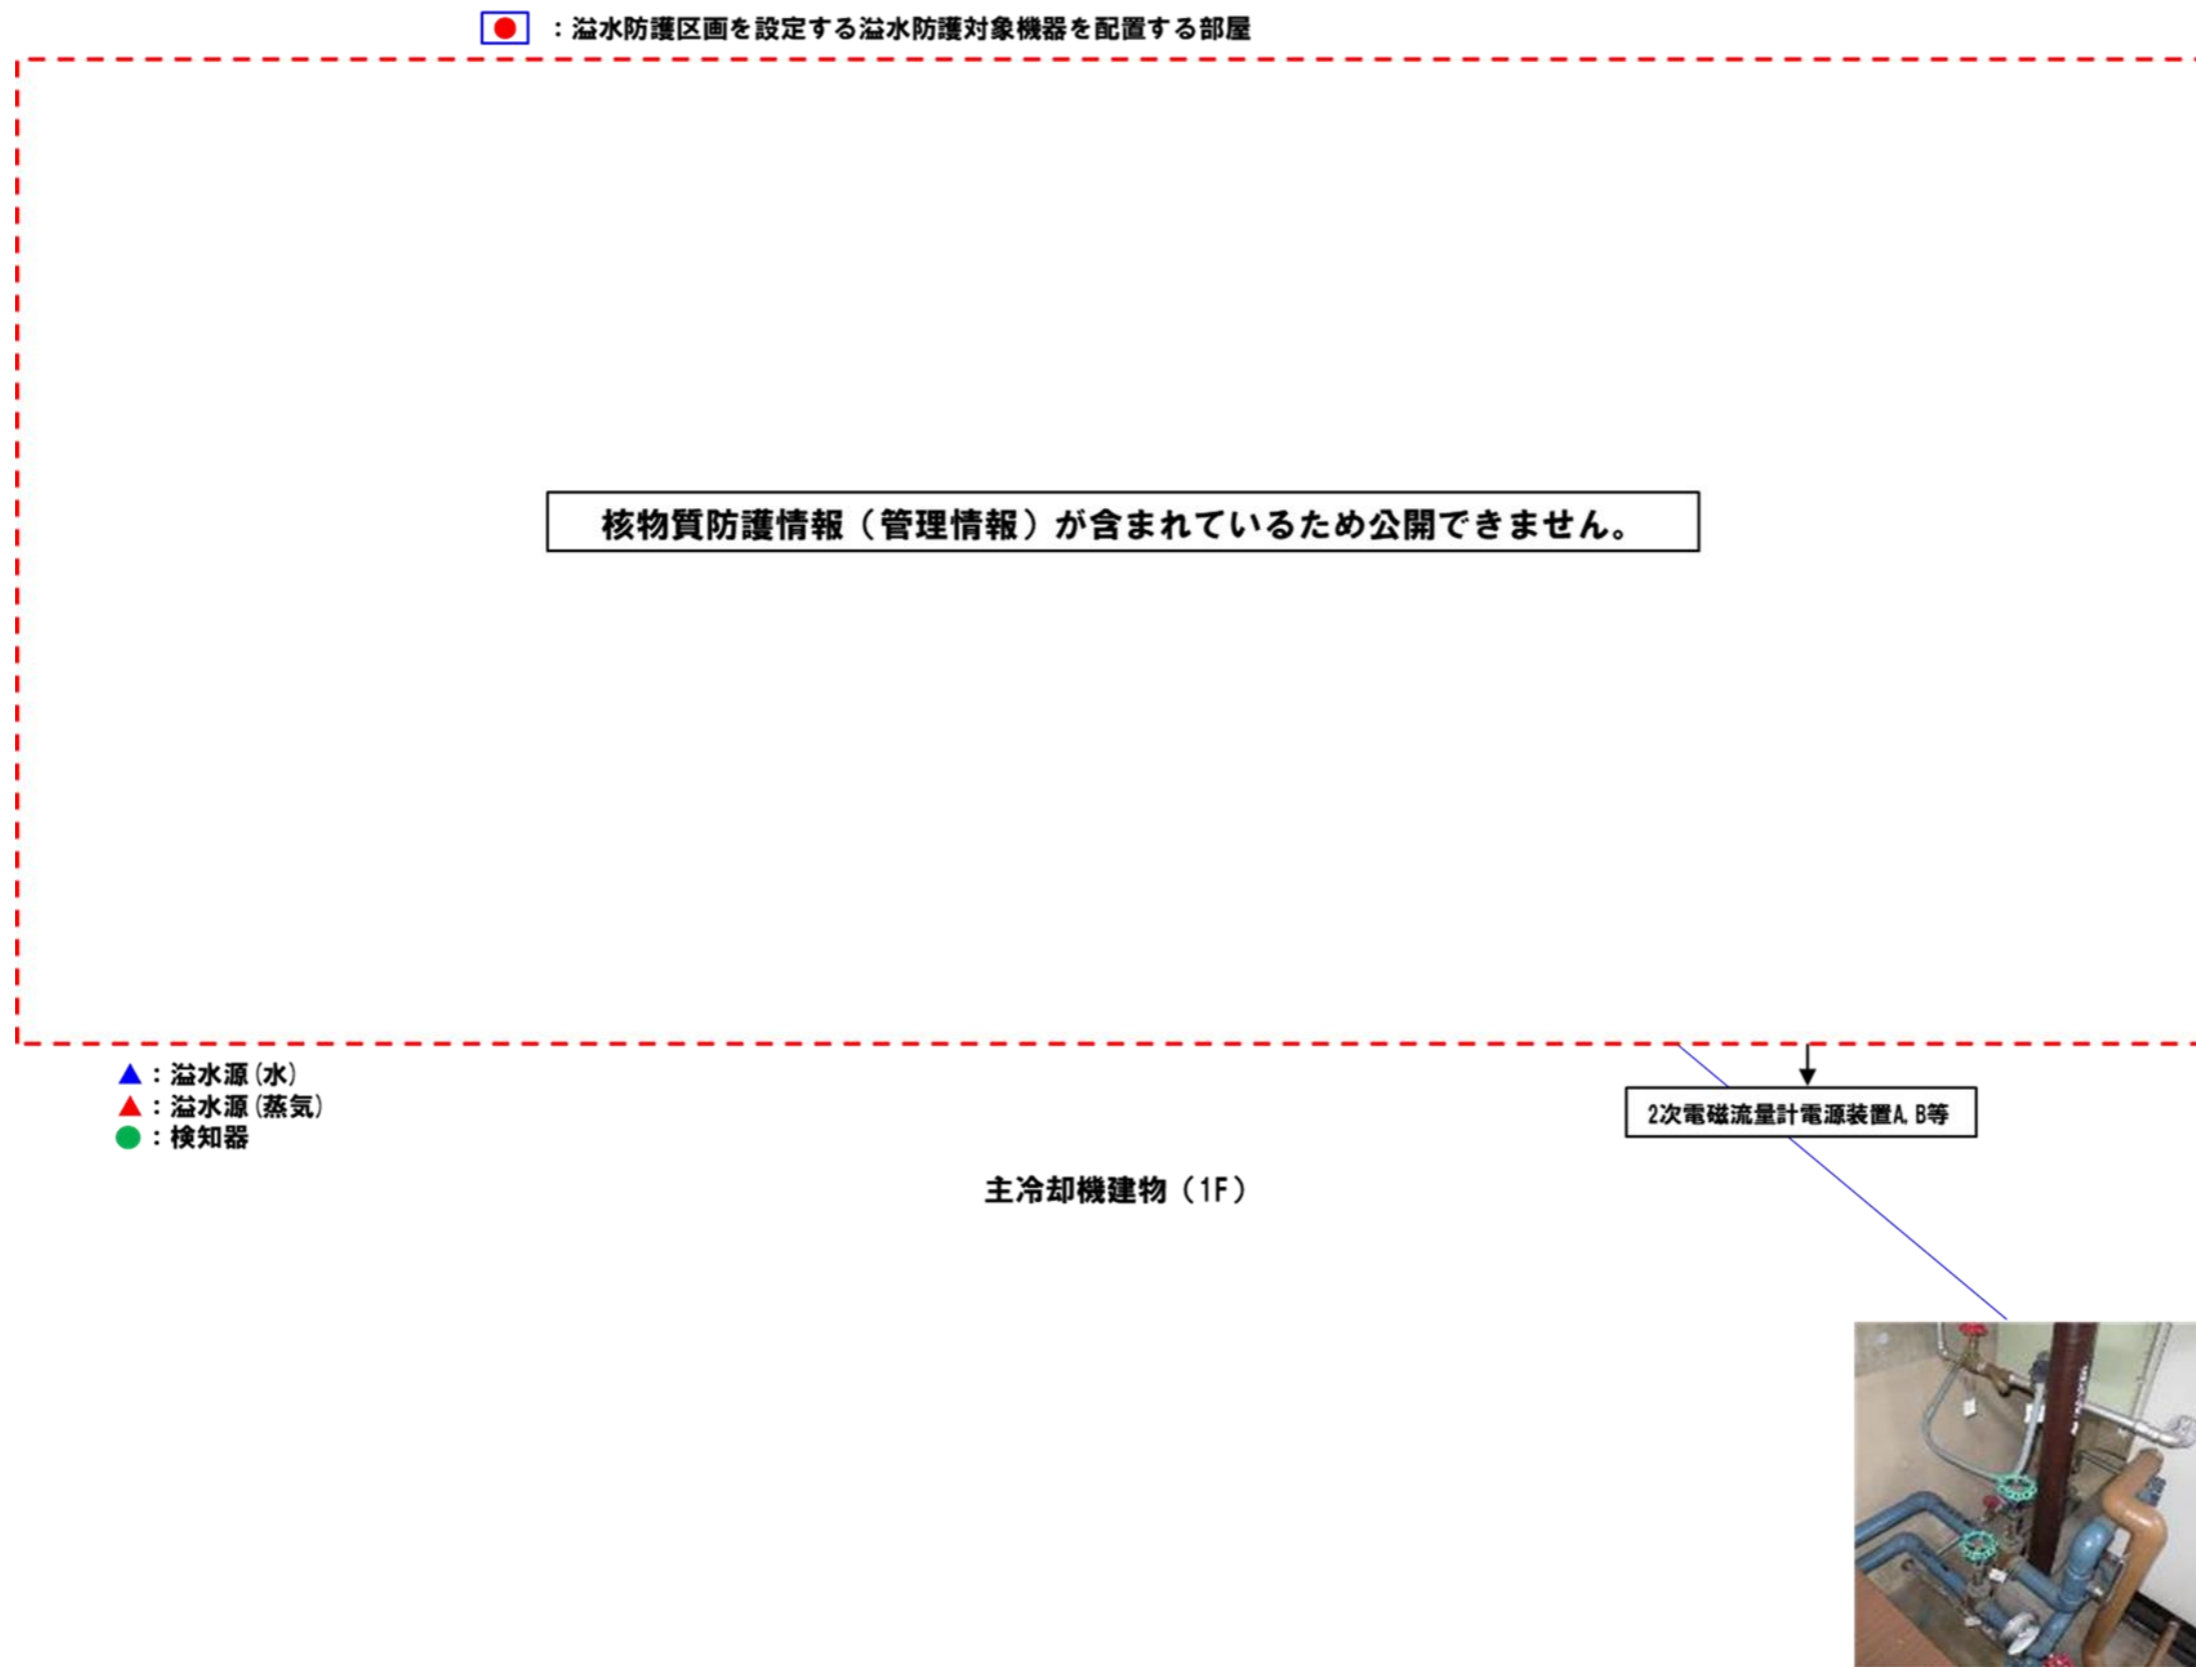 ：溢水防護区画を設定する溢水防護対象機器を配置する部屋
核物質防護情報（管理情報）が含まれているため公開できません。
▲：溢水源(水)
▲：溢水源(蒸気)
●：検知器
2次電磁流量計電源装置A,B等
主冷却機建物（1F）